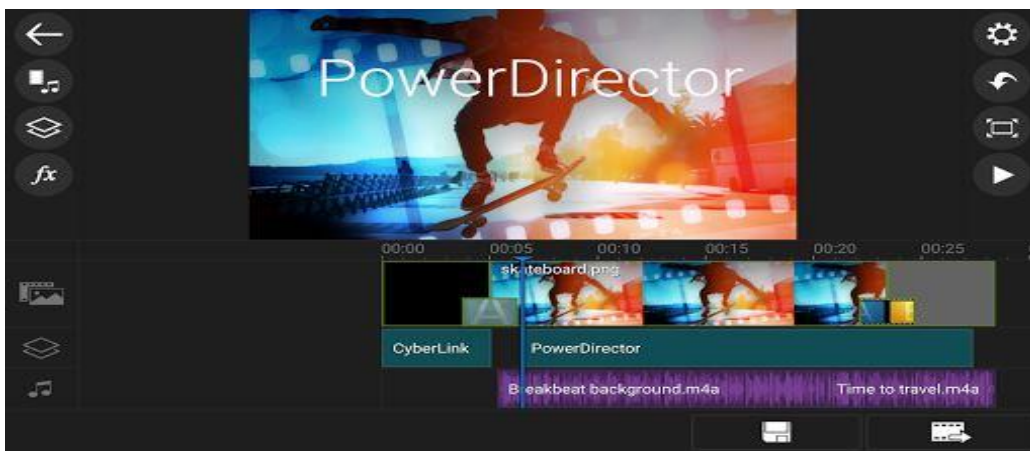 PowerDirector
fx
00:00 00:05 00:10 00:15 00:20 00:25
skateboard.png
A
CyberLink PowerDirector
Breakbeat background.m4a Time to travel.m4a